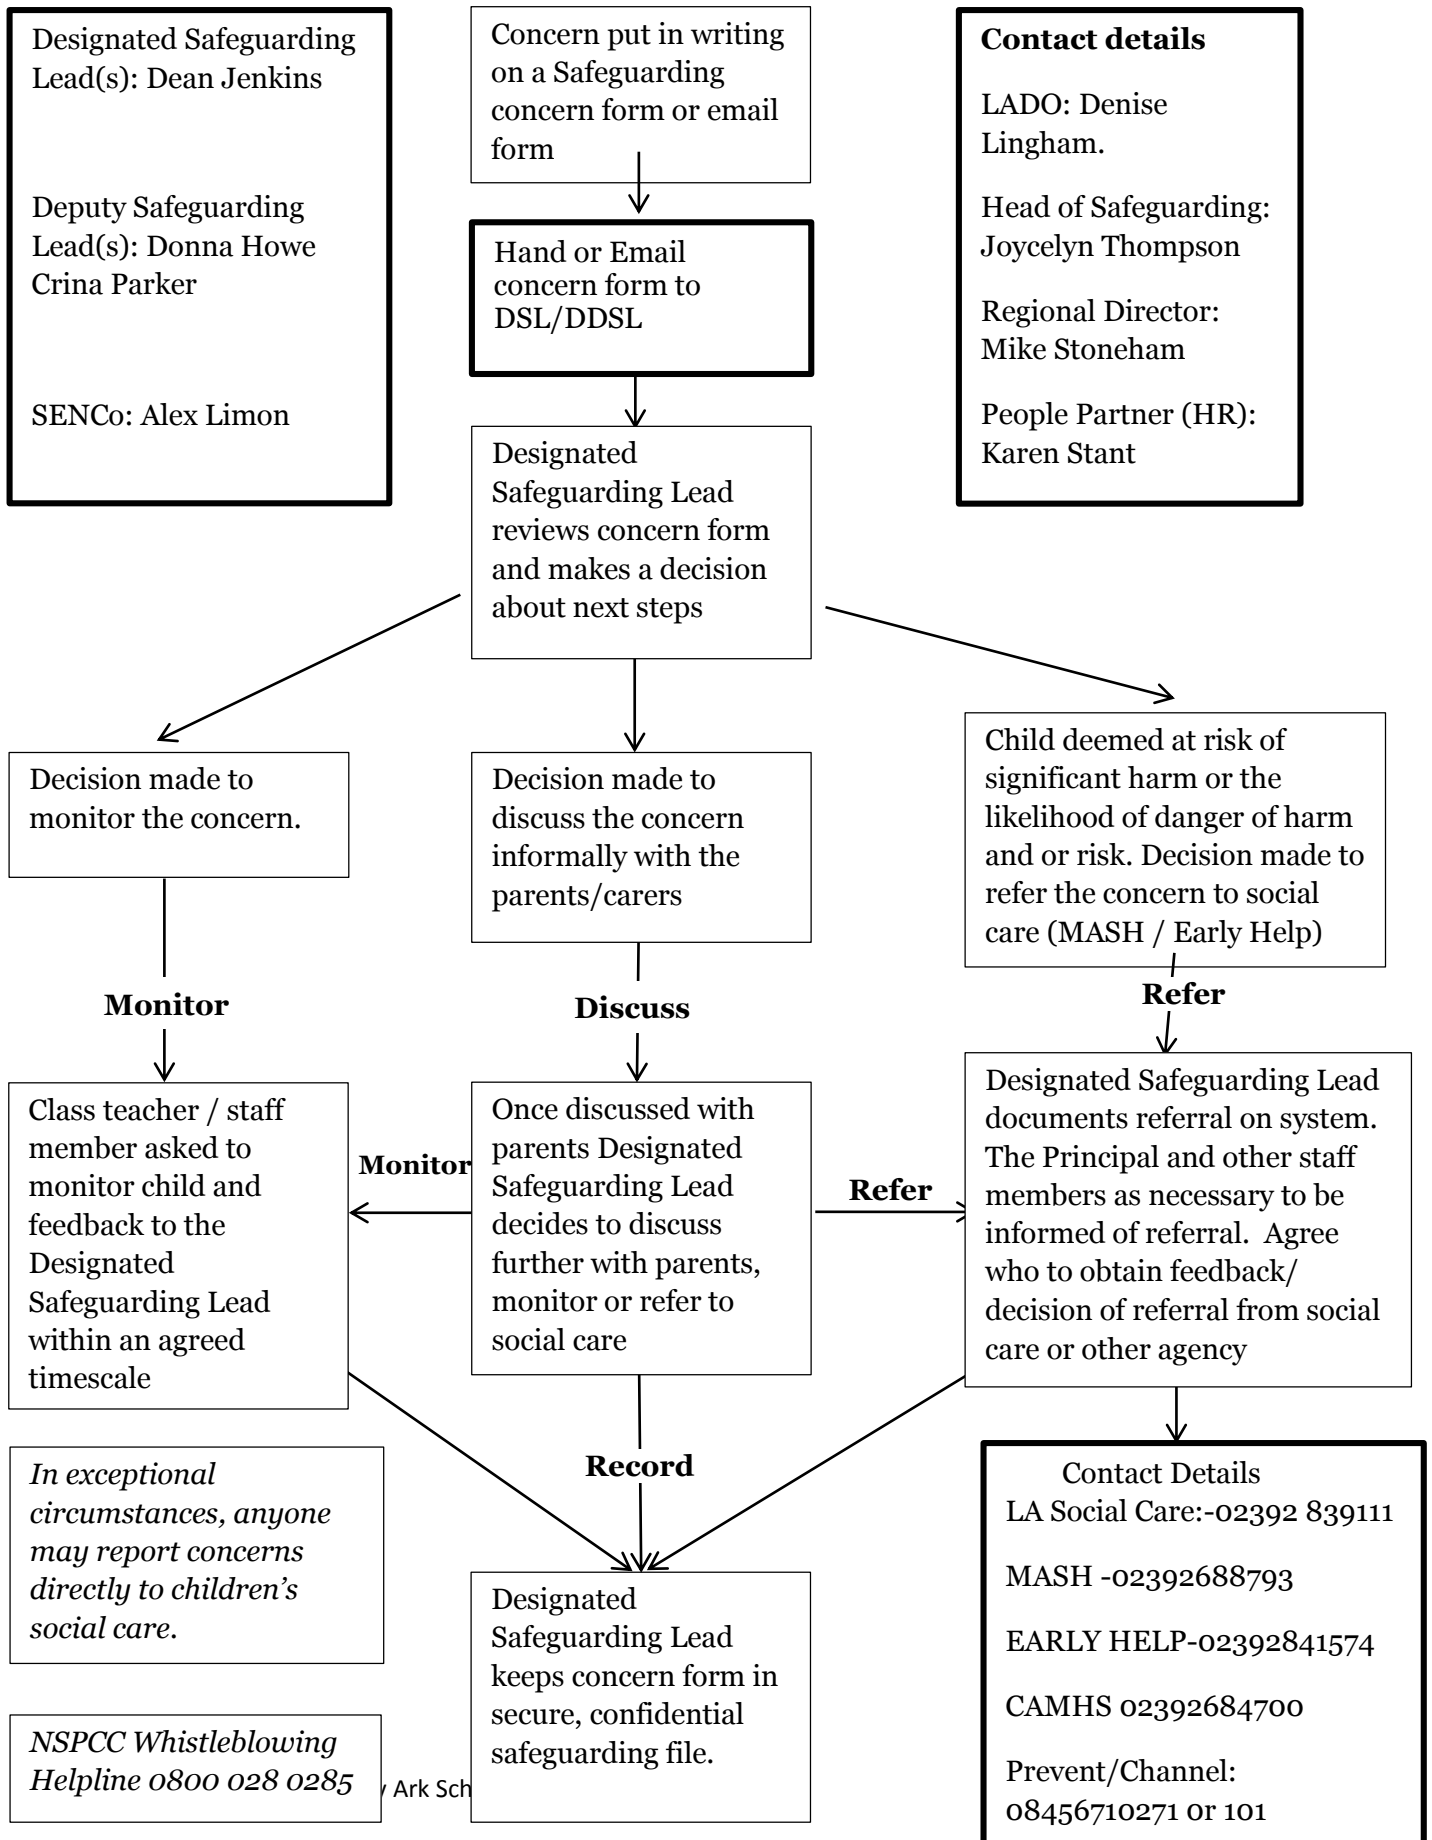 Designated Safeguarding
Lead(s): Dean Jenkins
Deputy Safeguarding
Lead(s): Donna Howe
Crina Parker
SENCo: Alex Limon
Concern put in writing
on a Safeguarding
concern form or email
form
Contact details
LADO: Denise
Lingham.
Head of Safeguarding:
Joycelyn Thompson
Regional Director:
Mike Stoneham
People Partner (HR):
Karen Stant
Hand or Email
concern form to
DSL/DDSL
Designated
Safeguarding Lead
reviews concern form
and makes a decision
about next steps
Decision made to
monitor the concern.
Decision made to
discuss the concern
informally with the
parents/carers
Child deemed at risk of
significant harm or the
likelihood of danger of harm
and or risk. Decision made to
refer the concern to social
care (MASH / Early Help)
Monitor
Discuss
Refer
Class teacher / staff
member asked to
monitor child and
feedback to the
Designated
Safeguarding Lead
within an agreed
timescale
Monitor
Once discussed with
parents Designated
Safeguarding Lead
decides to discuss
further with parents,
monitor or refer to
social care
Refer
Designated Safeguarding Lead
documents referral on system.
The Principal and other staff
members as necessary to be
informed of referral.  Agree
who to obtain feedback/
decision of referral from social
care or other agency
In exceptional
circumstances, anyone
may report concerns
directly to children’s
social care.
Record
Designated
Safeguarding Lead
keeps concern form in
secure, confidential
safeguarding file.
Contact Details
LA Social Care:-02392 839111
MASH -02392688793
EARLY HELP-02392841574
CAMHS 02392684700
Prevent/Channel:
08456710271 or 101
NSPCC Whistleblowing
Helpline 0800 028 0285
Ark Sch